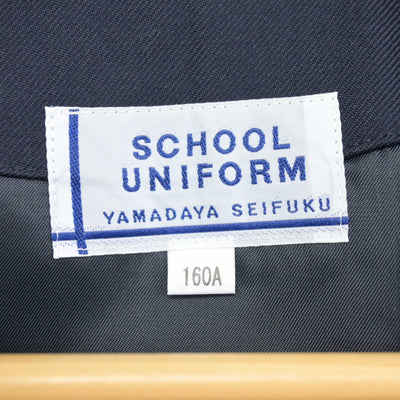 SCHOOL
UNIFORM
YAMADAYA SEIFUKU
160A